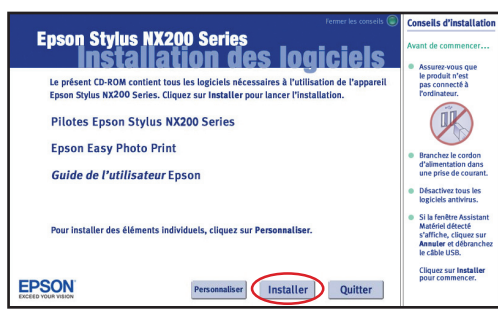 Fermer les conseils
Epson Stylus NX200 Series
Installation des logiciels
Le présent CD-ROM contient tous les logiciels nécessaires à l'utilisation de l'appareil
Epson Stylus NX200 Series. Cliquez sur Installer pour lancer l'installation.
Pilotes Epson Stylus NX200 Series
Epson Easy Photo Print
Guide de l'utilisateur Epson
Pour installer des éléments individuels, cliquez sur Personnaliser.
EPSON
EXCEED YOUR VISION
Personnaliser
Installer
Quitter
Conseils d'installation
Avant de commencer...
Assurez-vous que
le produit n'est
pas connecté à
l'ordinateur.
Branchez le cordon
d'alimentation dans
une prise de courant.
Désactivez tous les
logiciels antivirus.
Si la fenêtre Assistant
Matériel détecté
s'affiche, cliquez sur
Annuler et débranchez
le câble USB.
Cliquez sur Installer
pour commencer.